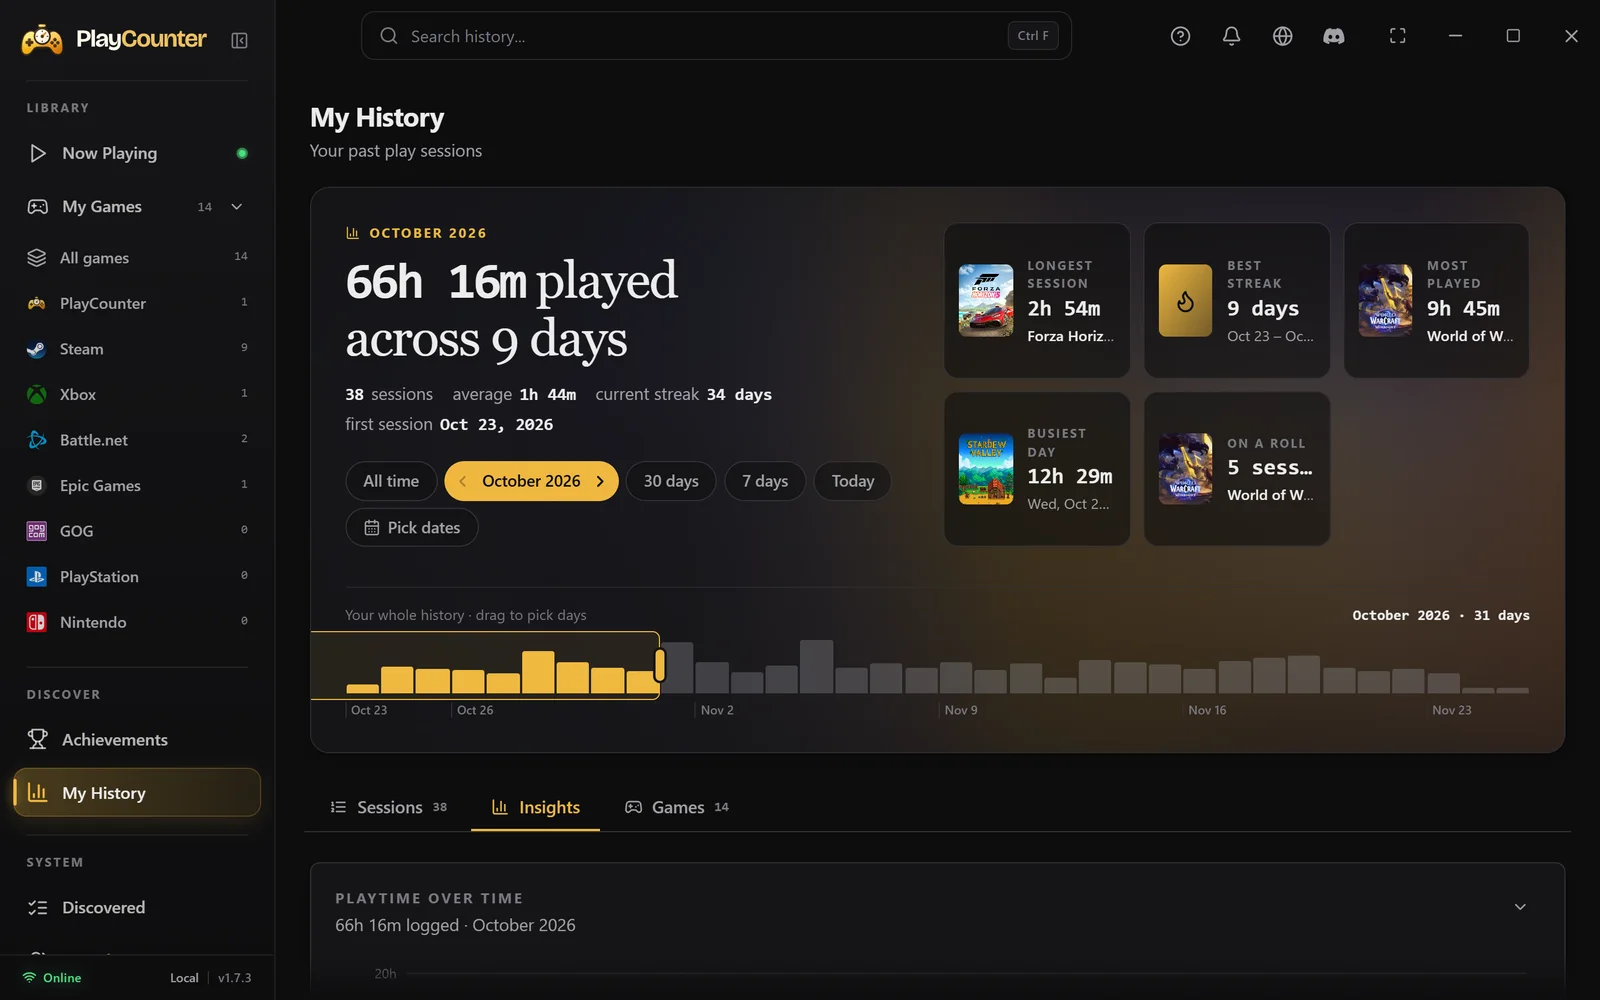 PlayCounter
Search history...
Ctrl F
LIBRARY
Now Playing
My Games 14
All games 14
PlayCounter 1
Steam 9
Xbox 1
Battle.net 2
Epic Games 1
GOG 0
PlayStation 0
Nintendo 0
DISCOVER
Achievements
My History
SYSTEM
Discovered
Online Local v1.7.3
My History
Your past play sessions
OCTOBER 2026
66h 16m played
across 9 days
38 sessions average 1h 44m current streak 34 days
first session Oct 23, 2026
All time
October 2026
30 days
7 days
Today
Pick dates
FORZA
HORIZON 5
LONGEST
SESSION
2h 54m
Forza Horiz...
BEST
STREAK
9 days
Oct 23 – Oc...
WARCRAFT
MOST
PLAYED
9h 45m
World of W...
STARDEW
VALLEY
BUSIEST
DAY
12h 29m
Wed, Oct 2...
WARCRAFT
ON A ROLL
5 sess...
World of W...
Your whole history · drag to pick days
October 2026 · 31 days
Oct 23 Oct 26 Nov 2 Nov 9 Nov 16 Nov 23
Sessions 38
Insights
Games 14
PLAYTIME OVER TIME
66h 16m logged · October 2026
20h